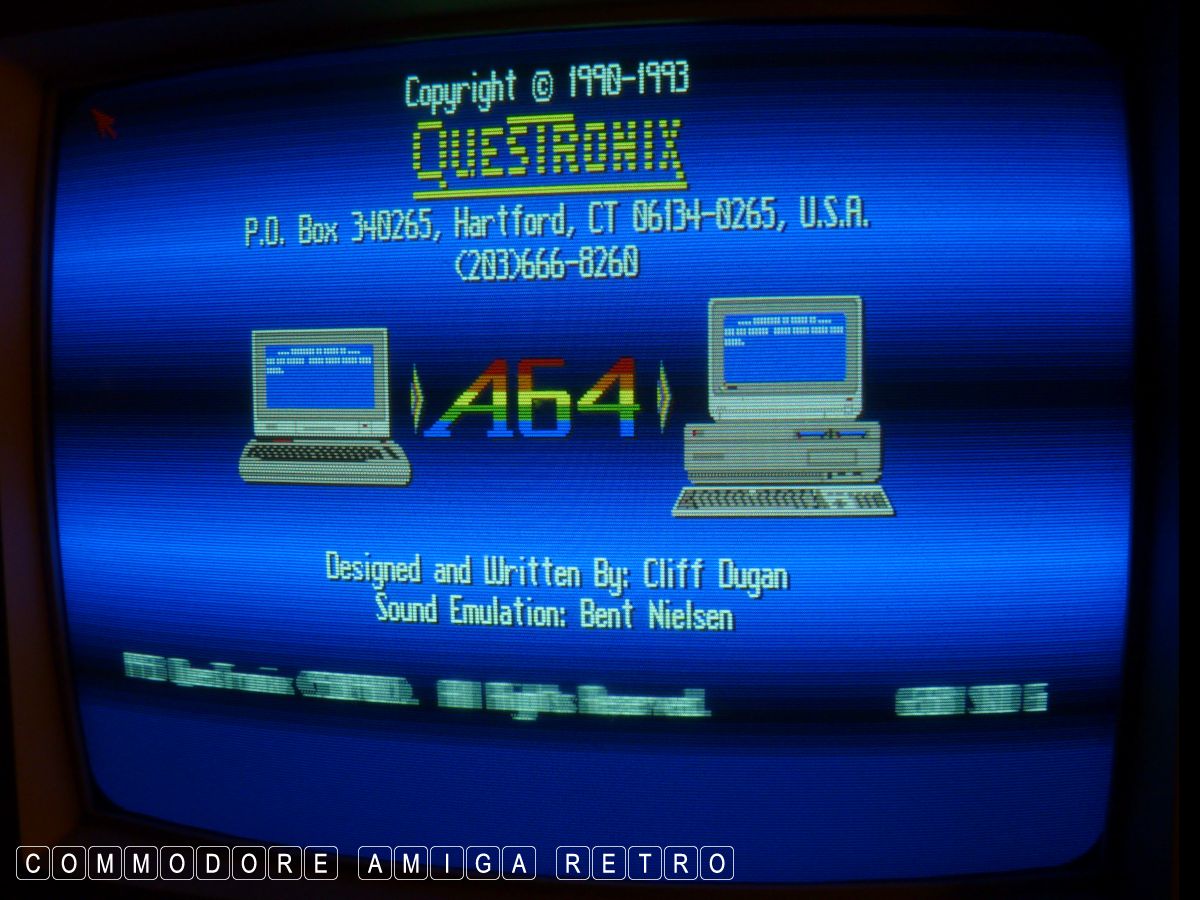 Copyright © 1990-1993
QUESTRONIX
P.O. Box 340265, Hartford, CT 06134-0265, U.S.A.
(203)666-8260
A64
Designed and Written By: Cliff Dugan
Sound Emulation: Bent Nielsen
COMMODORE AMIGA RETRO